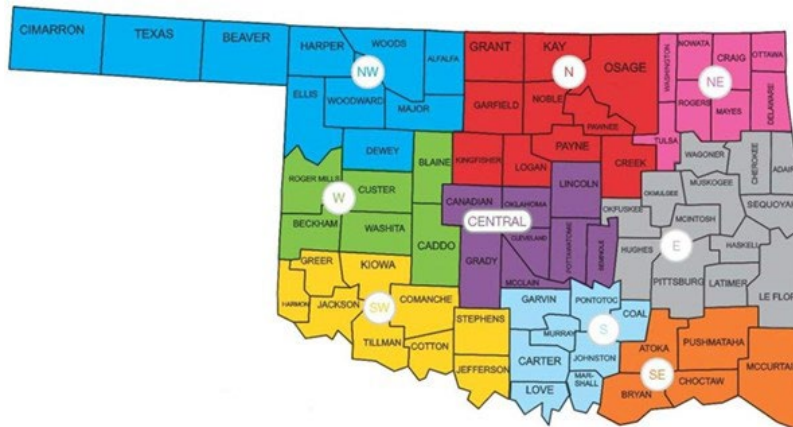 CIMARRON
TEXAS
BEAVER
HARPER
WOODS
ALFALFA
NW
ELLIS
WOODWARD
MAJOR
DEWEY
GRANT
KAY
OSAGE
N
GARFIELD
NOBLE
PAWNEE
KINGFISHER
LOGAN
PAYNE
CREEK
WASHINGTON
NOWATA
CRAIG
OTTAWA
NE
ROGERS
MAYES
DELAWARE
TULSA
ROGER MILLS
CUSTER
BLAINE
W
BECKHAM
WASHITA
CADDO
CANADIAN
OKLAHOMA
LINCOLN
CENTRAL
CLEVELAND
GRADY
MCCLAIN
POTTAWATOMIE
SEMINOLE
WAGONER
CHEROKEE
ADAIR
OKMULGEE
MUSKOGEE
OKFUSKEE
MCINTOSH
SEQUOYAH
E
HUGHES
HASKELL
PITTSBURG
LATIMER
LE FLOR
GREER
KIOWA
HARMON
JACKSON
SW
COMANCHE
TILLMAN
COTTON
STEPHENS
JEFFERSON
GARVIN
PONTOTOC
COAL
MURRAY
S
CARTER
JOHNSTON
LOVE
MAR-
SHALL
ATOKA
PUSHMATAHA
MCCURTAI
SE
BRYAN
CHOCTAW